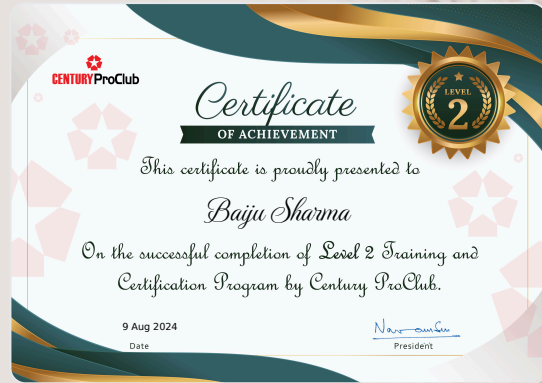 CENTURY ProClub
Certificate
OF ACHIEVEMENT
LEVEL
2
This certificate is proudly presented to
Baiju Sharma
On the successful completion of Level 2 Training and
Certification Program by Century ProClub.
9 Aug 2024
Date
President